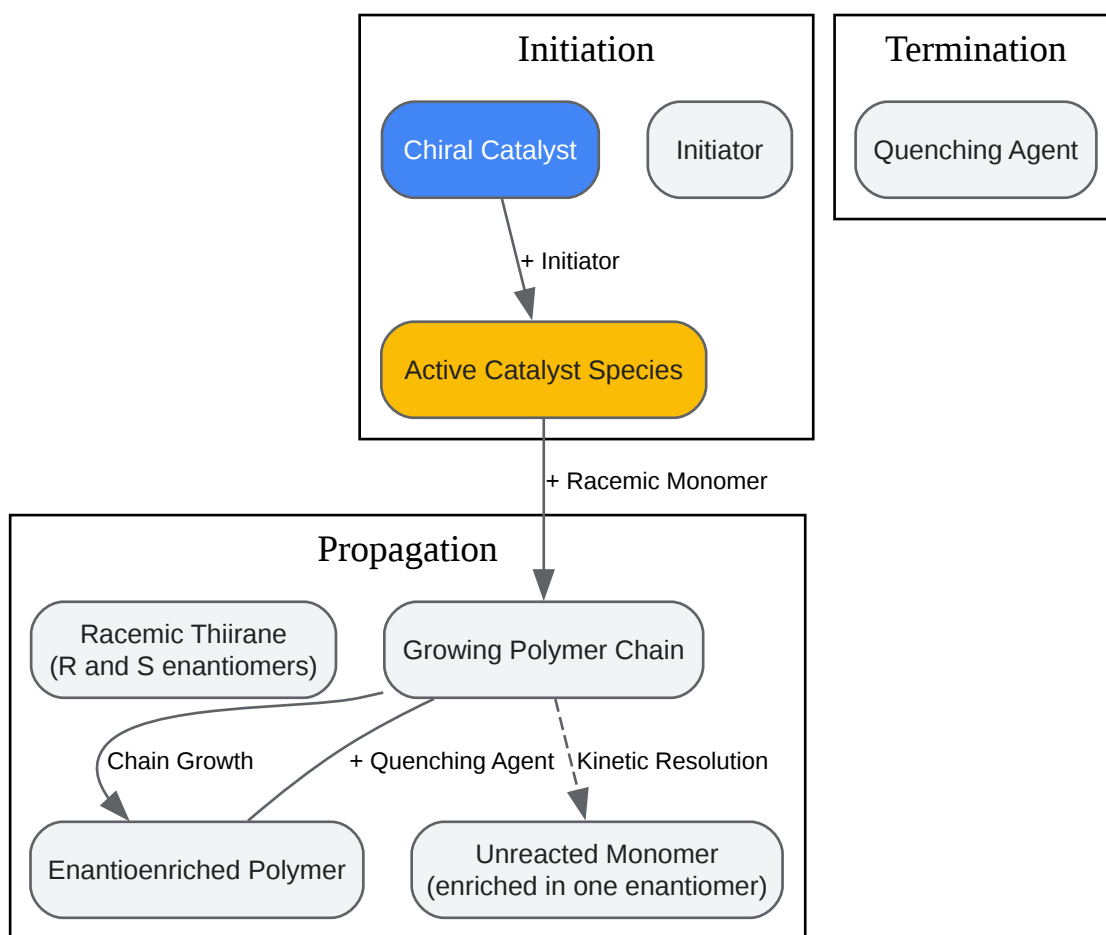 Initiation
Termination
Chiral Catalyst
Initiator
Quenching Agent
+ Initiator
Active Catalyst Species
+ Racemic Monomer
Propagation
Racemic Thiirane
(R and S enantiomers)
Growing Polymer Chain
Chain Growth
+ Quenching Agent
Kinetic Resolution
Enantioenriched Polymer
Unreacted Monomer
(enriched in one enantiomer)